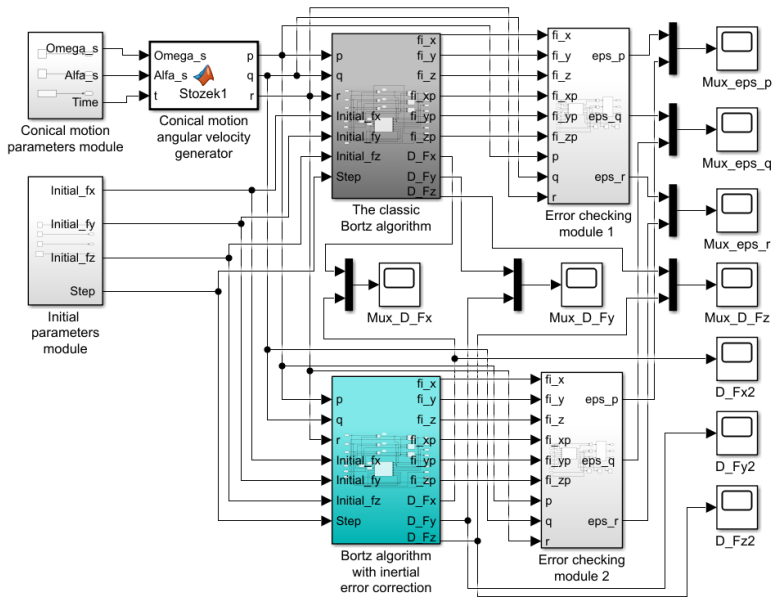 Omega_s
Alfa_s
Time
Conical motion
parameters module
Omega_s
Alfa_s
t
Stozek1
p
q
r
Conical motion
angular velocity
generator
Initial_fx
Initial_fy
Initial_fz
Step
Initial
parameters
module
p
q
r
Initial_fx
Initial_fy
Initial_fz
Step
fi_x
fi_y
fi_z
fi_xp
fi_yp
fi_zp
D_Fx
D_Fy
D_Fz
The classic
Bortz algorithm
fi_x
fi_y
fi_z
fi_xp
fi_yp
fi_zp
p
q
r
eps_p
eps_q
eps_r
Error checking
module 1
Mux_eps_p
Mux_eps_q
Mux_eps_r
Mux_D_Fx
Mux_D_Fy
Mux_D_Fz
p
q
r
Initial_fx
Initial_fy
Initial_fz
Step
fi_x
fi_y
fi_z
fi_xp
fi_yp
fi_zp
D_Fx
D_Fy
D_Fz
Bortz algorithm
with inertial
error correction
fi_x
fi_y
fi_z
fi_xp
fi_yp
fi_zp
p
q
r
eps_p
eps_q
eps_r
Error checking
module 2
D_Fx2
D_Fy2
D_Fz2